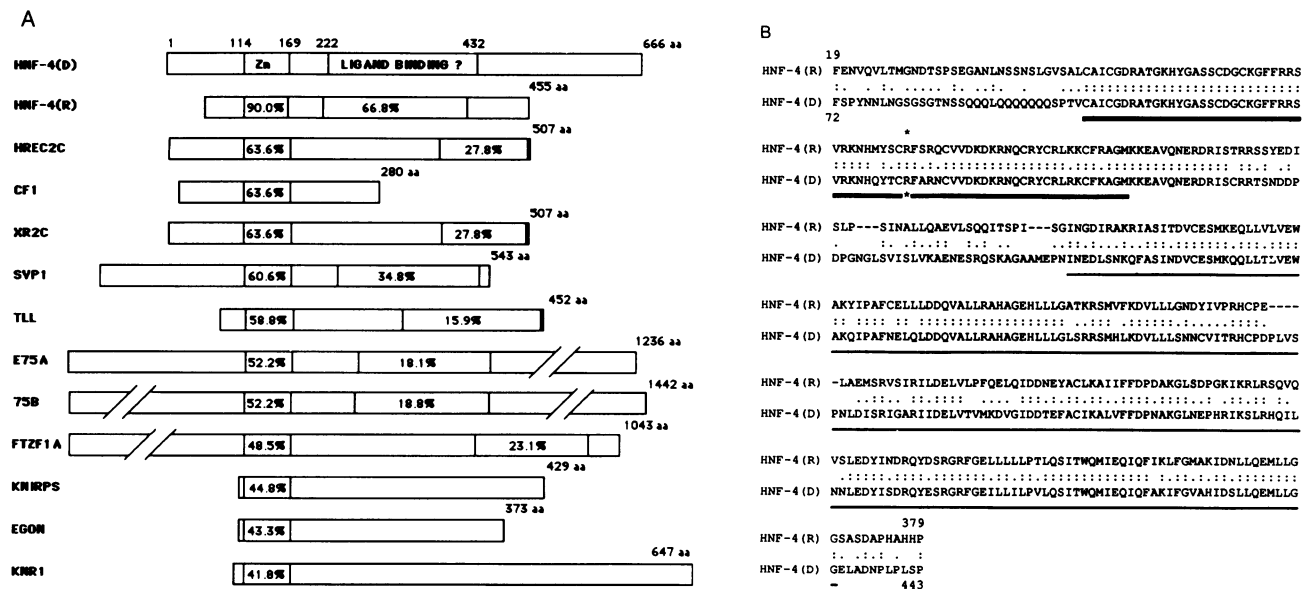 A
1 114 169 222 432 666 aa
HNF-4(D) Zn LIGAND BINDING ?
455 aa
HNF-4(R) 90.0% 66.8%
507 aa
HREC2C 63.6% 27.8%
280 aa
CF1 63.6%
507 aa
XR2C 63.6% 27.8%
543 aa
SVP1 60.6% 34.8%
452 aa
TLL 58.8% 15.9%
1236 aa
E75A 52.2% 18.1%
1442 aa
75B 52.2% 18.8%
1043 aa
FTZF1A 48.5% 23.1%
429 aa
KNIRPS 44.8%
373 aa
EGON 43.3%
647 aa
KNR1 41.8%
B
19
HNF-4(R) FENVQVLTMGNDTSPSEGANLNSSNSLGVSALCAICGDRATGKHYGASSCDGCKGFFRRS
HNF-4(D) FSPYNNLNGSGSGTNSSQQQLQQQQQQQSPTVCAICGDRATGKHYGASSCDGCKGFFRRS
72
*
HNF-4(R) VRKNHMYSCRFSRQCVVDKDKRNQCRYCRLKKCFRAGMKKEAVQNERDRISTRRSSYEDI
HNF-4(D) VRKNHQYTCRFARNCVVDKDKRNQCRYCRLRKCFKAGMKKEAVQNERDRISCRRTSNDDP
*
HNF-4(R) SLP---SINALLQAEVLSQQITSPI---SGINGDIRAKRIASITDVCESMKEQLLVLVEW
HNF-4(D) DPGNGLSVISLVKAENESRQSKAGAAMEPNINEDLSNKQFASINDVCESMKQQLLTLVEW
HNF-4(R) AKYIPAFCELLLDDQVALLRAHAGEHLLLGATKRSMVFKDVLLLGNDYIVPRHCPE----
HNF-4(D) AKQIPAFNELQLDDQVALLRAHAGEHLLLGLSRRSMHLKDVLLLSNNCVITRHCPDPLVS
HNF-4(R) -LAEMSRVSIRILDELVLPFQELQIDDNEYACLKAIIFFDPDAKGLSDPGKIKRLRSQVQ
HNF-4(D) PNLDISRIGARIIDELVTVMKDVGIDDTEFACIKALVFFDPNAKGLNEPHRIKSLRHQIL
HNF-4(R) VSLEDYINDRQYDSRGRFGELLLLLPTLQSITWQMIEQIQFIKLFGMAKIDNLLQEMLLG
HNF-4(D) NNLEDYISDRQYESRGRFGEILLILPVLQSITWQMIEQIQFAKIFGVAHIDSLLQEMLLG
379
HNF-4(R) GSASDAPHAHHP
HNF-4(D) GELADNPLPLSP
443